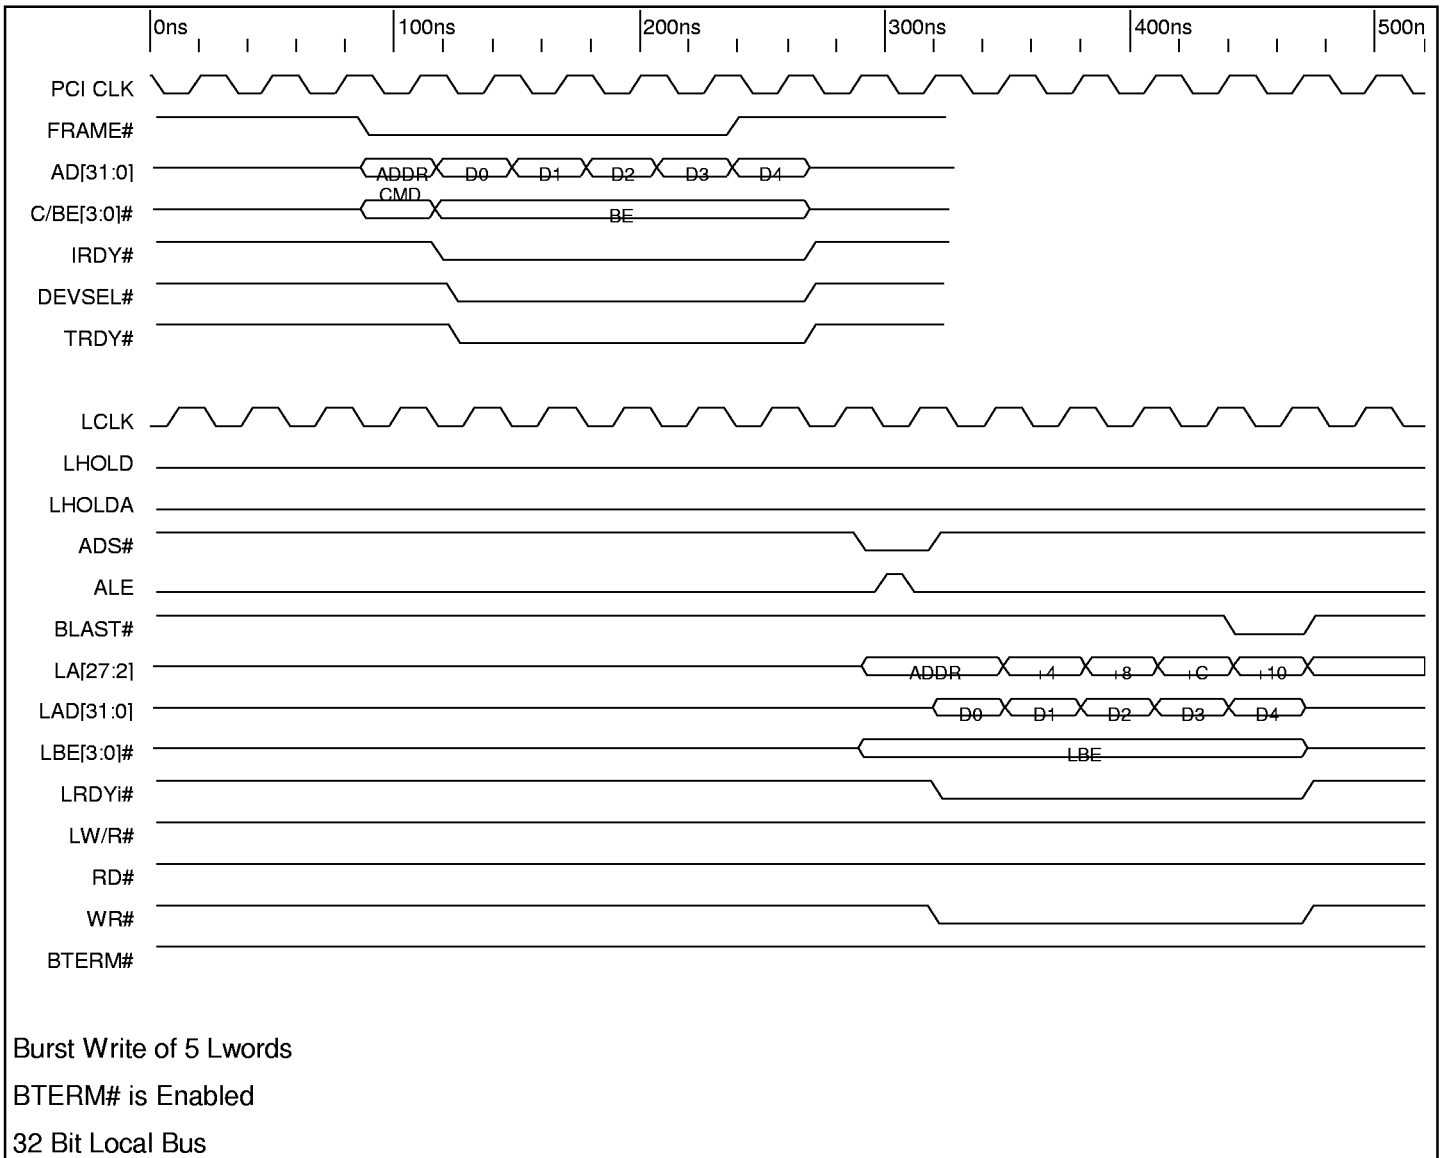 0ns 100ns 200ns 300ns 400ns 500n
PCI CLK
FRAME#
AD[31:0] ADDR D0 D1 D2 D3 D4
CMD
C/BE[3:0]# BE
IRDY#
DEVSEL#
TRDY#
LCLK
LHOLD
LHOLDA
ADS#
ALE
BLAST#
LA[27:2] ADDR +4 +8 +C +10
LAD[31:0] D0 D1 D2 D3 D4
LBE[3:0]# LBE
LRDYi#
LW/R#
RD#
WR#
BTERM#
Burst Write of 5 Lwords
BTERM# is Enabled
32 Bit Local Bus